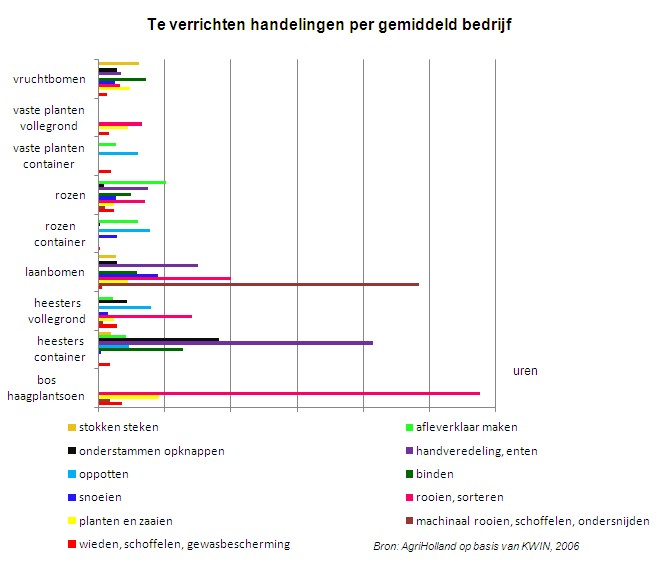 Te verrichten handelingen per gemiddeld bedrijf
vruchtbomen
vaste planten
vollegrond
vaste planten
container
rozen
rozen
container
laanbomen
heesters
vollegrond
heesters
container
bos
haagplantsoen
uren
stokken steken
afleverklaar maken
onderstammen opknappen
handveredeling, enten
oppotten
binden
snoeien
rooien, sorteren
planten en zaaien
machinaal rooien, schoffelen, ondersnijden
wieden, schoffelen, gewasbescherming
Bron: AgriHolland op basis van KWIN, 2006